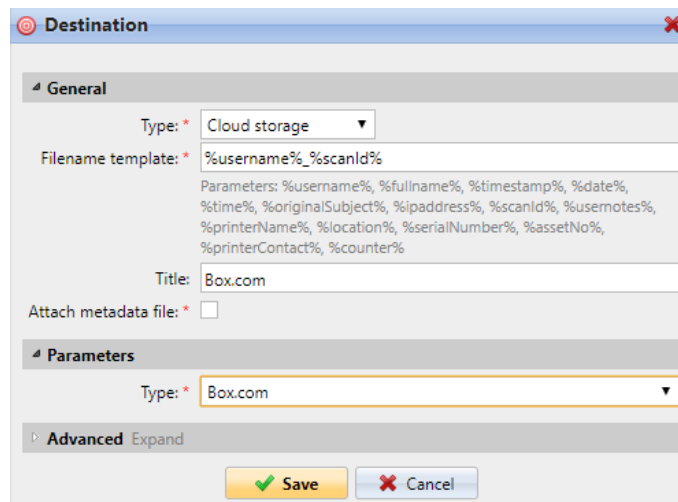 Destination
General
Type: * Cloud storage
Filename template: * %username%_%scanId%
Parameters: %username%, %fullname%, %timestamp%, %date%,
%time%, %originalSubject%, %ipaddress%, %scanId%, %usernotes%,
%printerName%, %location%, %serialNumber%, %assetNo%,
%printerContact%, %counter%
Title: Box.com
Attach metadata file: *
Parameters
Type: * Box.com
Advanced Expand
Save Cancel